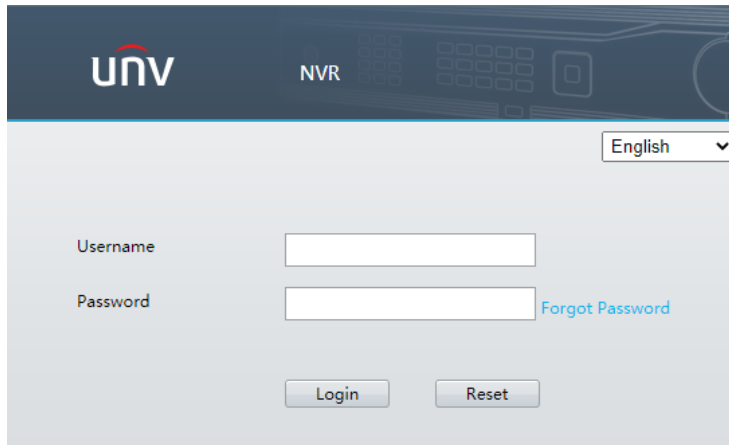 unv
NVR
English
Username
Password
Forgot Password
Login Reset